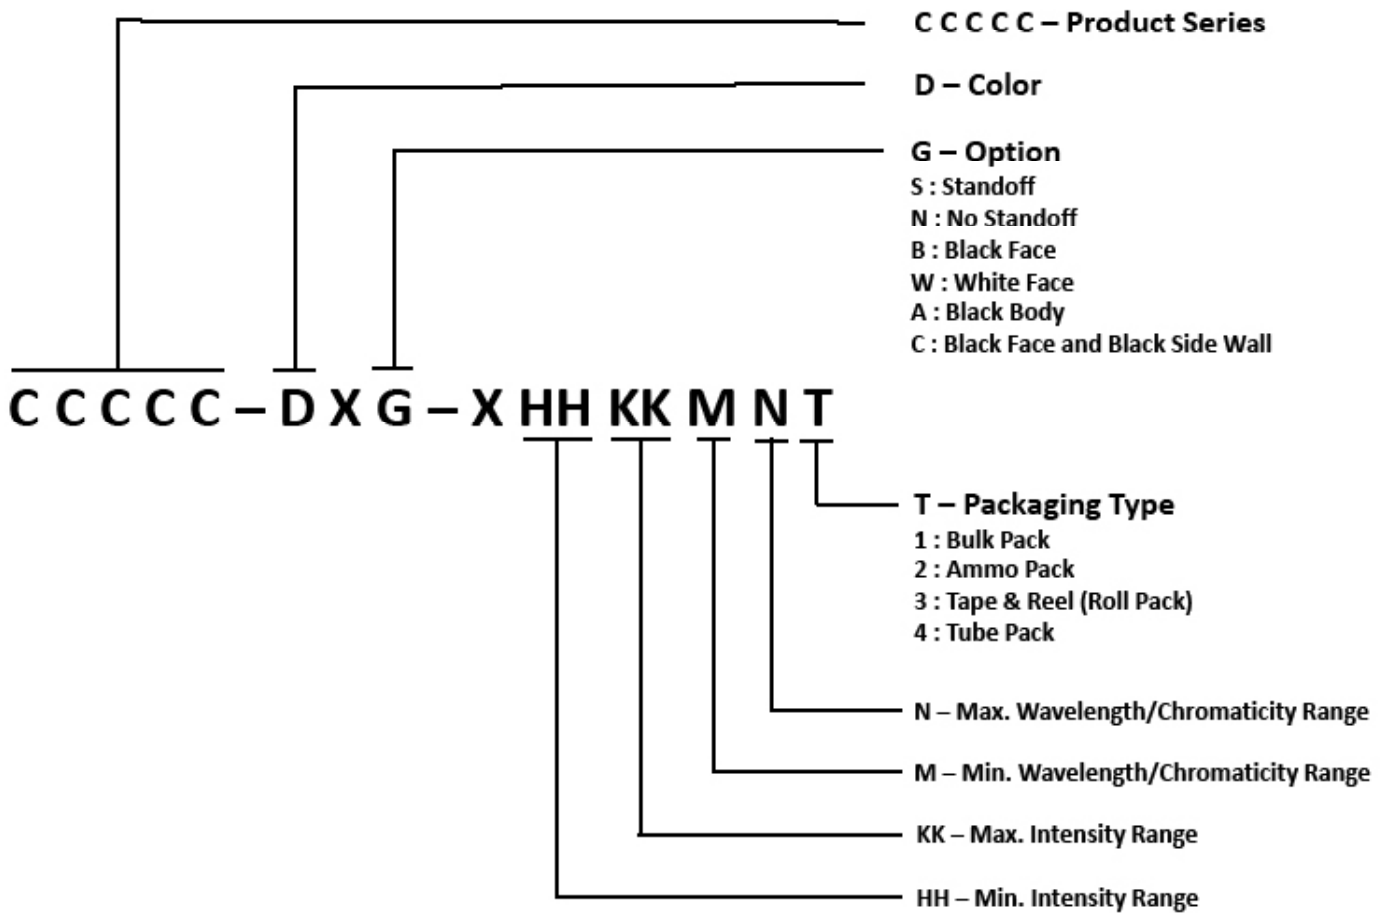 C C C C C – Product Series
D – Color
G – Option
S : Standoff
N : No Standoff
B : Black Face
W : White Face
A : Black Body
C : Black Face and Black Side Wall
C C C C C – D X G – X HH KK M N T
T – Packaging Type
1 : Bulk Pack
2 : Ammo Pack
3 : Tape & Reel (Roll Pack)
4 : Tube Pack
N – Max. Wavelength/Chromaticity Range
M – Min. Wavelength/Chromaticity Range
KK – Max. Intensity Range
HH – Min. Intensity Range